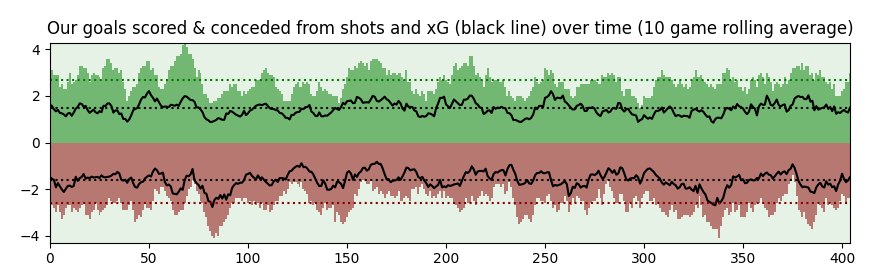 Our goals scored & conceded from shots and xG (black line) over time (10 game rolling average)
4
2
0
−2
−4
0 50 100 150 200 250 300 350 400